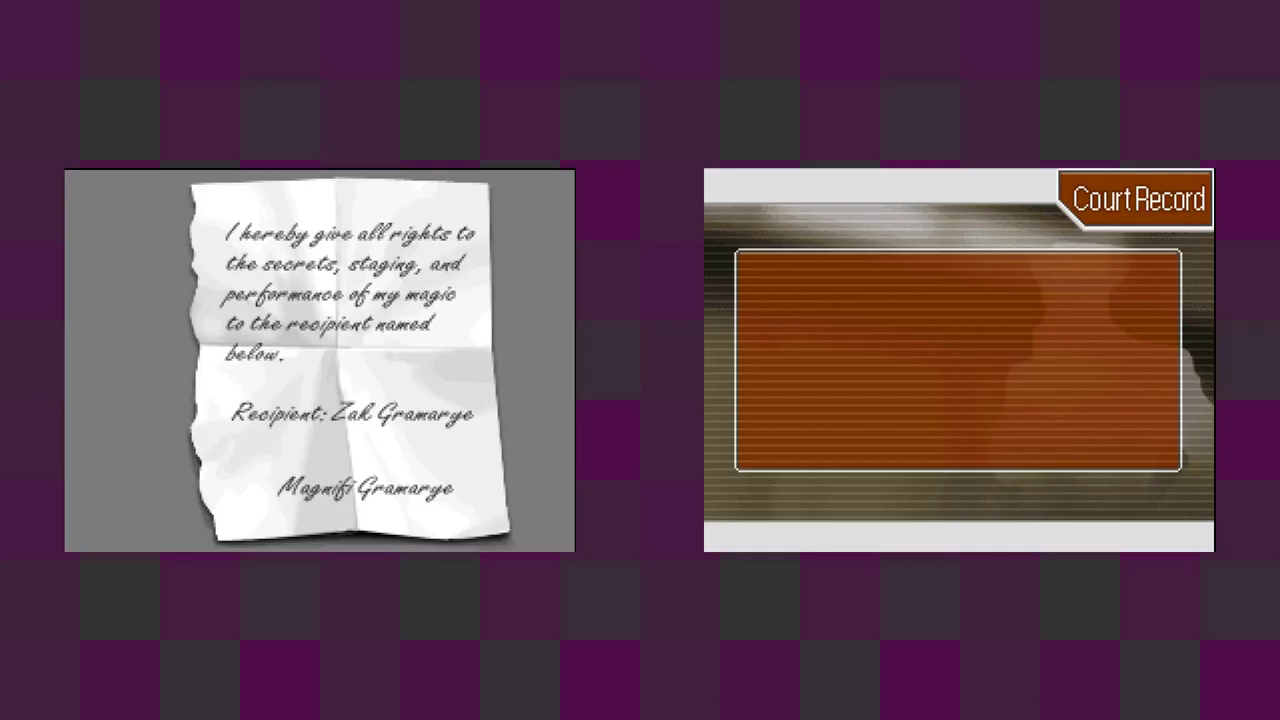 I hereby give all rights to
the secrets, staging, and
performance of my magic
to the recipient named
below.
Recipient: Zak Gramarye
Magnifi Gramarye
Court Record